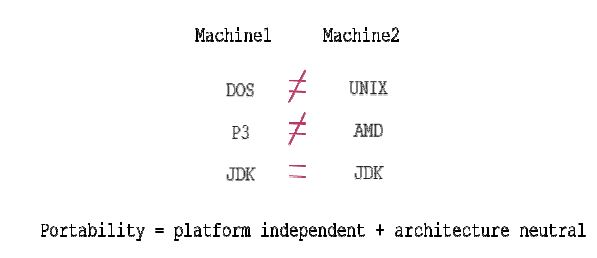 Machine1 Machine2
DOS ≠ UNIX
P3 ≠ AMD
JDK = JDK
Portability = platform independent + architecture neutral